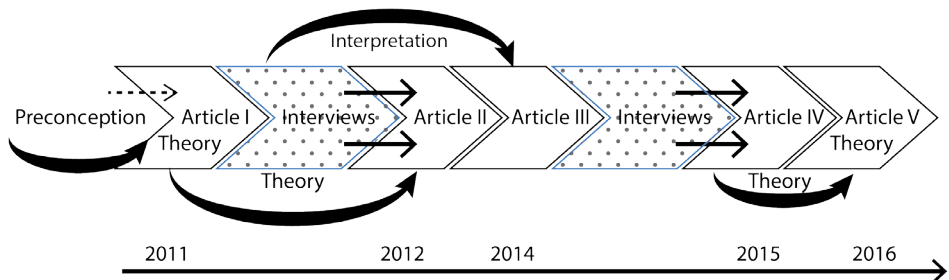 Interpretation
Preconception
Article I
Theory
Interviews
Article II
Article III
Interviews
Article IV
Article V
Theory
Theory
Theory
2011
2012
2014
2015
2016